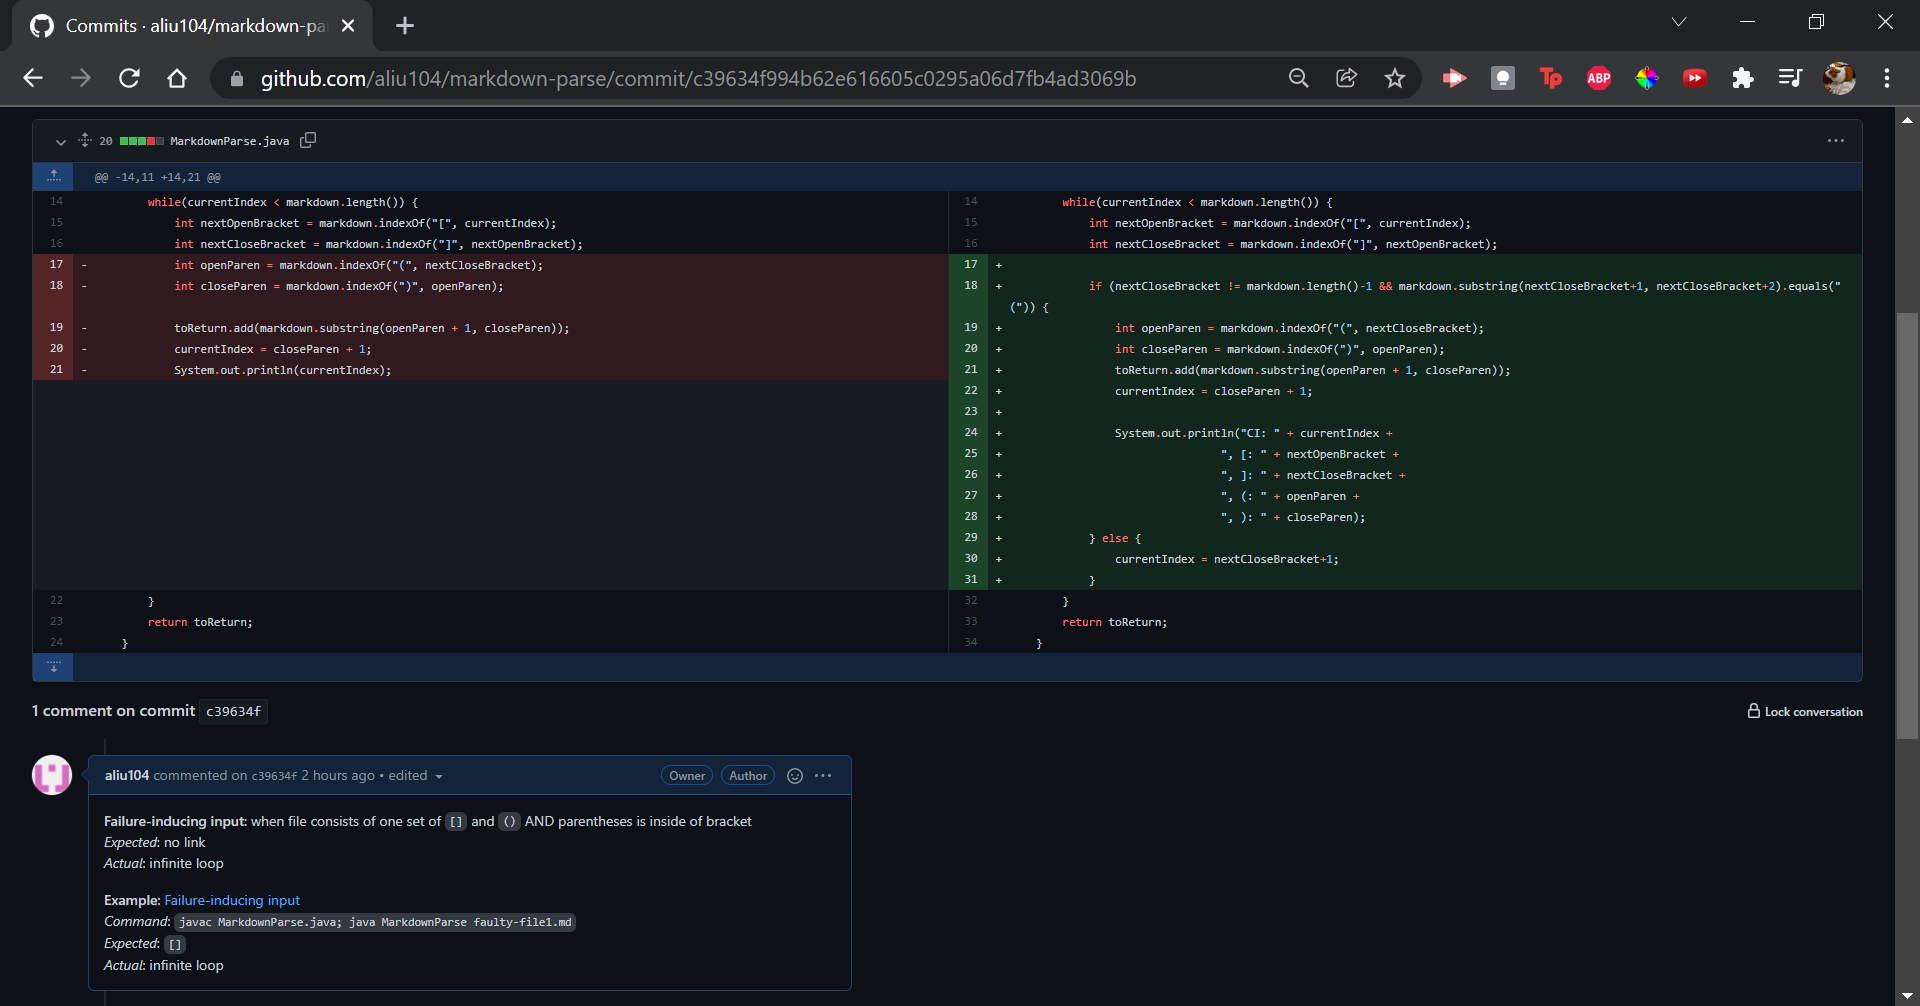 Commits · aliu104/markdown-pa
github.com/aliu104/markdown-parse/commit/c39634f994b62e616605c0295a06d7fb4ad3069b
Tp
ABP
20 MarkdownParse.java
@@ -14,11 +14,21 @@
14 while(currentIndex < markdown.length()) {
15 int nextOpenBracket = markdown.indexOf("[", currentIndex);
16 int nextCloseBracket = markdown.indexOf("]", nextOpenBracket);
17 - int openParen = markdown.indexOf("(", nextCloseBracket);
18 - int closeParen = markdown.indexOf(")", openParen);
19 - toReturn.add(markdown.substring(openParen + 1, closeParen));
20 - currentIndex = closeParen + 1;
21 - System.out.println(currentIndex);
22 }
23 return toReturn;
24 }
14 while(currentIndex < markdown.length()) {
15 int nextOpenBracket = markdown.indexOf("[", currentIndex);
16 int nextCloseBracket = markdown.indexOf("]", nextOpenBracket);
17 +
18 + if (nextCloseBracket != markdown.length()-1 && markdown.substring(nextCloseBracket+1, nextCloseBracket+2).equals("
(")) {
19 + int openParen = markdown.indexOf("(", nextCloseBracket);
20 + int closeParen = markdown.indexOf(")", openParen);
21 + toReturn.add(markdown.substring(openParen + 1, closeParen));
22 + currentIndex = closeParen + 1;
23 +
24 + System.out.println("CI: " + currentIndex +
25 + ", [: " + nextOpenBracket +
26 + ", ]: " + nextCloseBracket +
27 + ", (: " + openParen +
28 + ", ): " + closeParen);
29 + } else {
30 + currentIndex = nextCloseBracket+1;
31 + }
32 }
33 return toReturn;
34 }
1 comment on commit c39634f
Lock conversation
aliu104 commented on c39634f 2 hours ago • edited
Owner Author
Failure-inducing input: when file consists of one set of [] and () AND parentheses is inside of bracket
Expected: no link
Actual: infinite loop
Example: Failure-inducing input
Command: javac MarkdownParse.java; java MarkdownParse faulty-file1.md
Expected: []
Actual: infinite loop